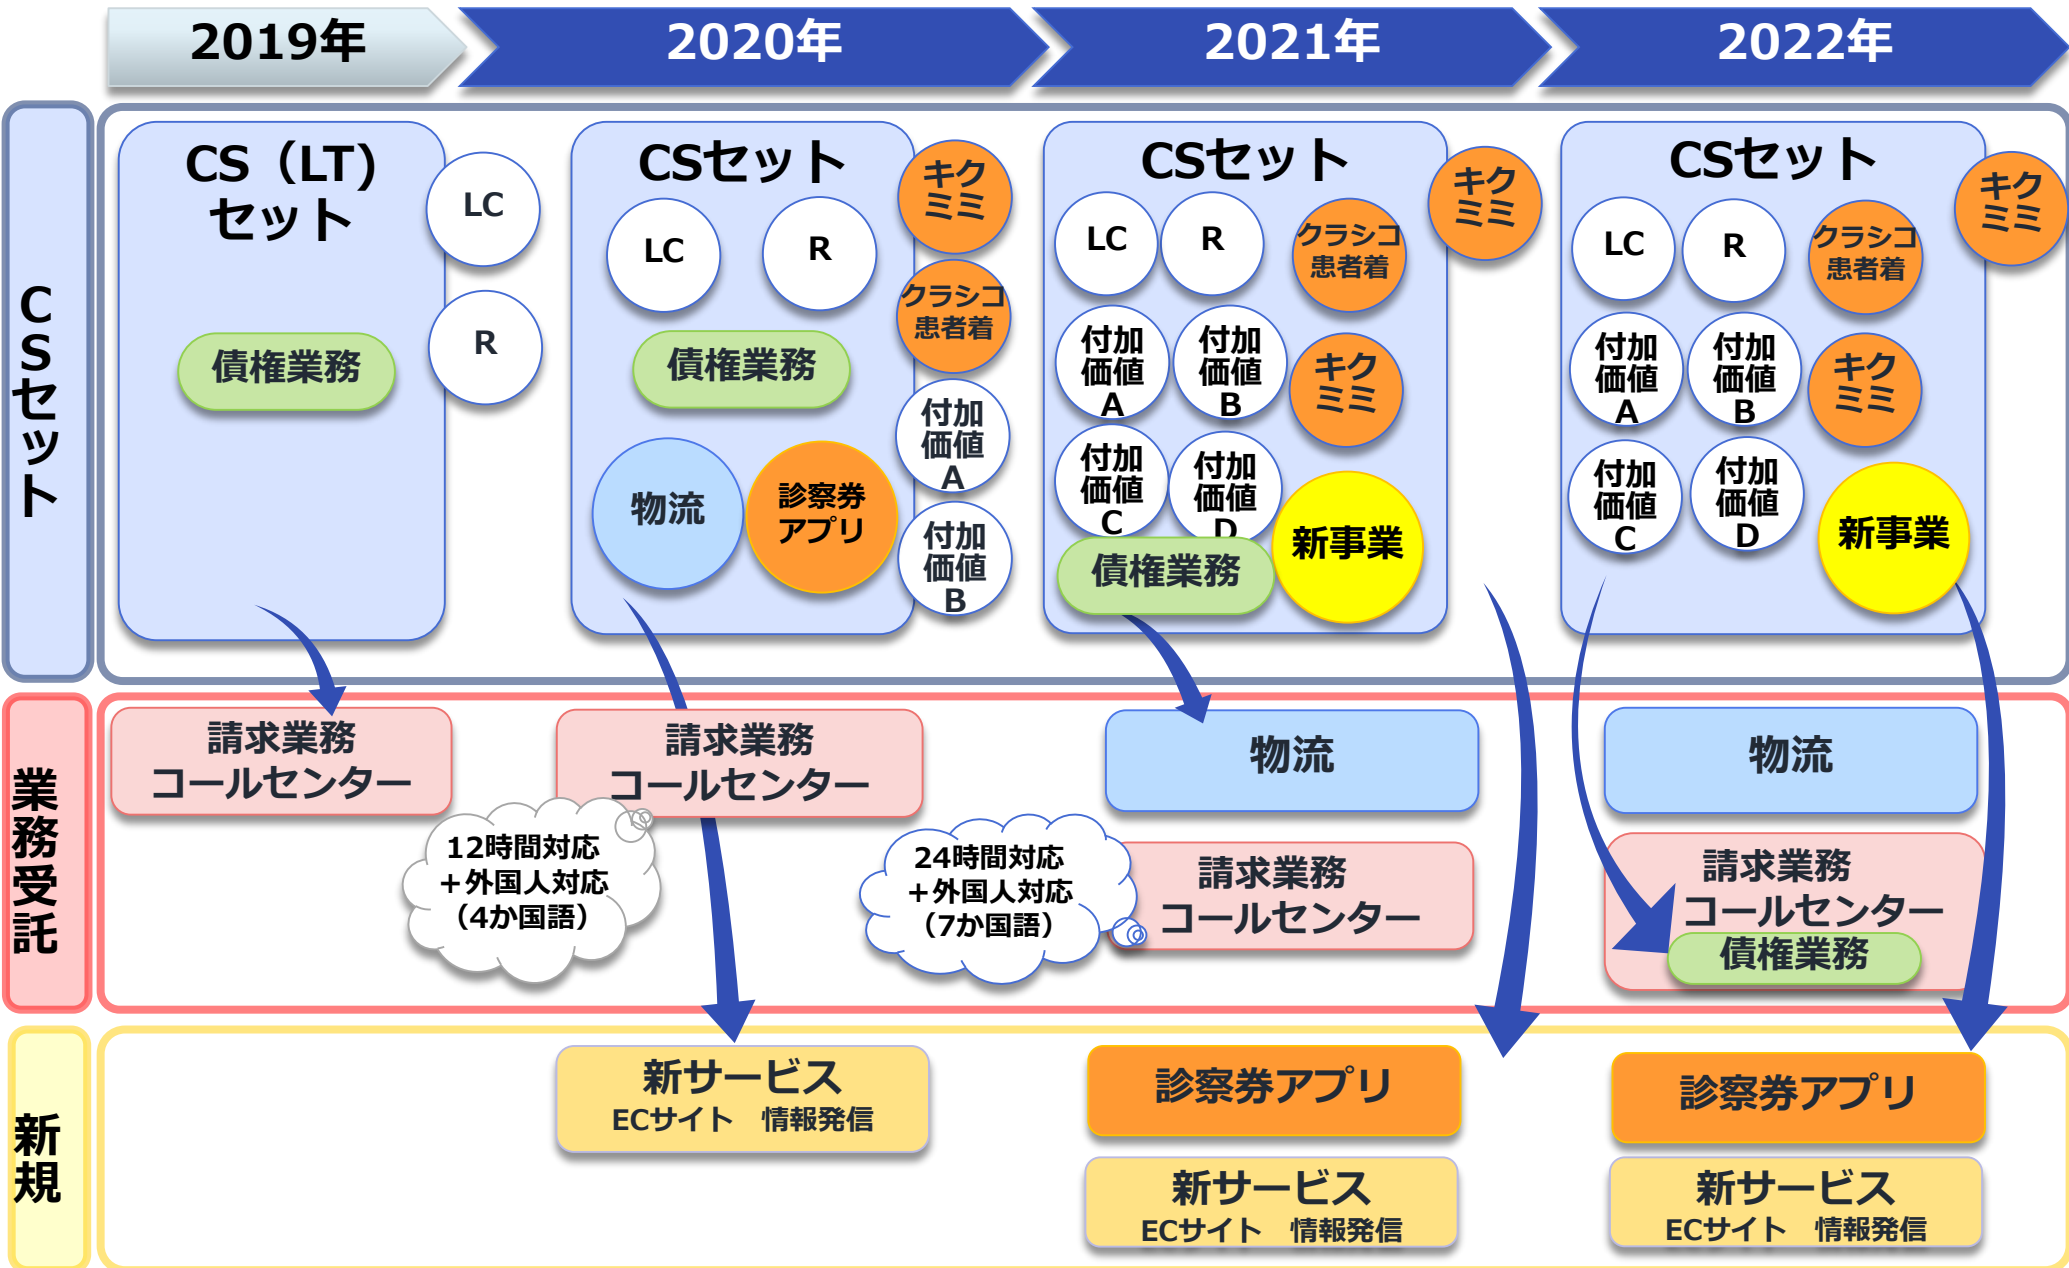 2019年
2020年
2021年
2022年
CSセット
CS（LT)
セット
LC
R
債権業務
CSセット
LC
R
債権業務
物流
診察券
アプリ
キク
ミミ
クラシコ
患者着
付加
価値
A
付加
価値
B
CSセット
LC
R
クラシコ
患者着
キク
ミミ
付加
価値
A
付加
価値
B
キク
ミミ
付加
価値
C
付加
価値
D
債権業務
新事業
CSセット
LC
R
クラシコ
患者着
キク
ミミ
付加
価値
A
付加
価値
B
キク
ミミ
付加
価値
C
付加
価値
D
新事業
業務受託
請求業務
コールセンター
12時間対応
＋外国人対応
（4か国語）
請求業務
コールセンター
24時間対応
＋外国人対応
（7か国語）
物流
請求業務
コールセンター
物流
請求業務
コールセンター
債権業務
新規
新サービス
ECサイト　情報発信
診察券アプリ
新サービス
ECサイト　情報発信
診察券アプリ
新サービス
ECサイト　情報発信